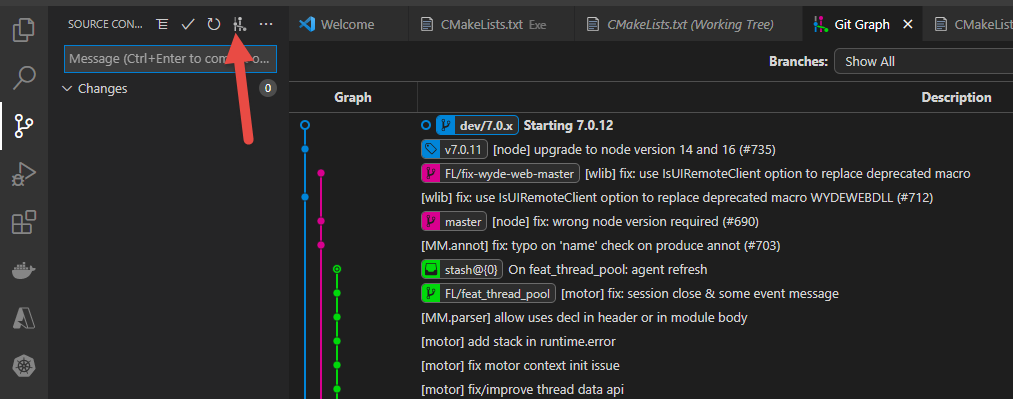 SOURCE CON...
Message (Ctrl+Enter to com o...
Changes
0
Welcome
CMakeLists.txt Exe
CMakeLists.txt (Working Tree)
Git Graph
CMakeLis
Branches: Show All
Graph
Description
dev/7.0.x Starting 7.0.12
v7.0.11 [node] upgrade to node version 14 and 16 (#735)
FL/fix-wyde-web-master [wlib] fix: use IsUIRemoteClient option to replace deprecated macro
[wlib] fix: use IsUIRemoteClient option to replace deprecated macro WYDEWEBDLL (#712)
master [node] fix: wrong node version required (#690)
[MM.annot] fix: typo on 'name' check on produce annot (#703)
stash@{0} On feat_thread_pool: agent refresh
FL/feat_thread_pool [motor] fix: session close & some event message
[MM.parser] allow uses decl in header or in module body
[motor] add stack in runtime.error
[motor] fix motor context init issue
[motor] fix/improve thread data api